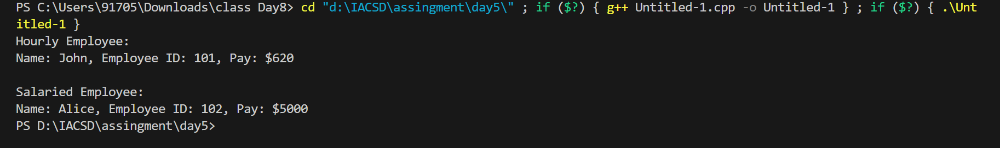 PS C:\Users\91705\Downloads\class Day8> cd "d:\IACSD\assingment\day5\" ; if ($?) { g++ Untitled-1.cpp -o Untitled-1 } ; if ($?) { .\Unt
itled-1 }
Hourly Employee:
Name: John, Employee ID: 101, Pay: $620
Salaried Employee:
Name: Alice, Employee ID: 102, Pay: $5000
PS D:\IACSD\assingment\day5>